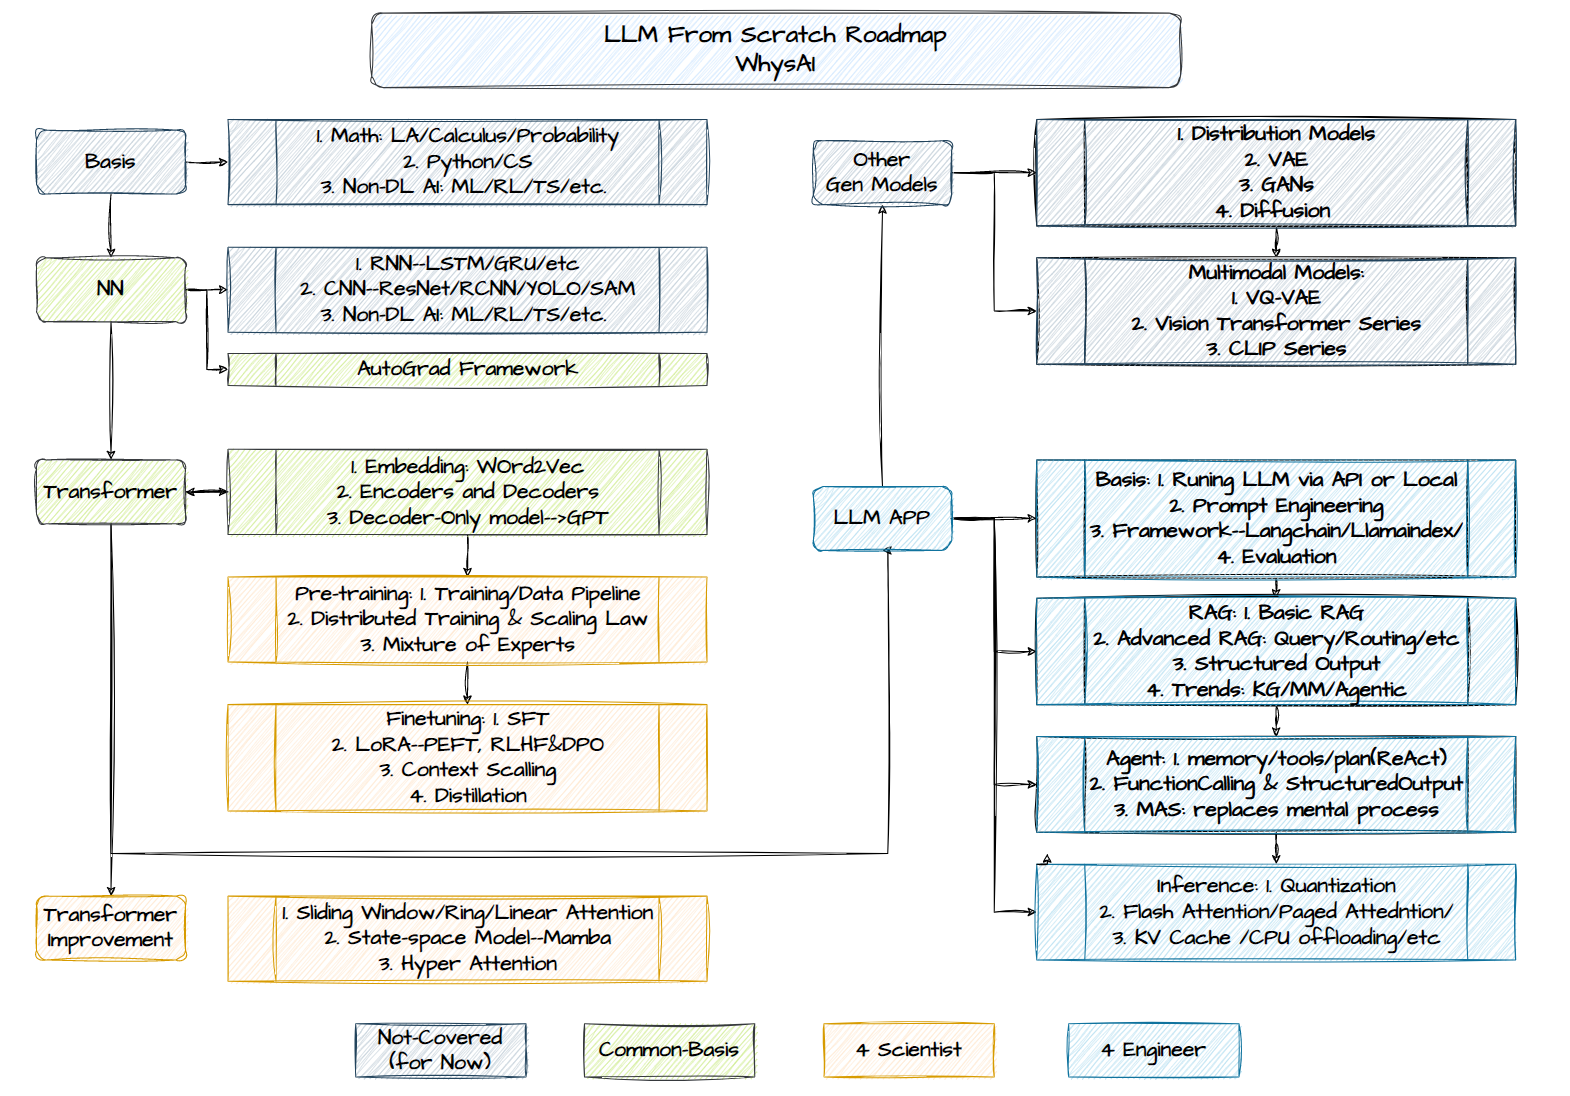 LLM From Scratch Roadmap
WhysAI
Basis
1. Math: LA/Calculus/Probability
2. Python/CS
3. Non-DL AI: ML/RL/TS/etc.
NN
1. RNN--LSTM/GRU/etc
2. CNN--ResNet/RCNN/YOLO/SAM
3. Non-DL AI: ML/RL/TS/etc.
AutoGrad Framework
Transformer
1. Embedding: WOrd2Vec
2. Encoders and Decoders
3. Decoder-Only model-->GPT
Pre-training: 1. Training/Data Pipeline
2. Distributed Training & Scaling Law
3. Mixture of Experts
Finetuning: 1. SFT
2. LoRA--PEFT, RLHF&DPO
3. Context Scalling
4. Distillation
Transformer
Improvement
1. Sliding Window/Ring/Linear Attention
2. State-space Model--Mamba
3. Hyper Attention
Other
Gen Models
1. Distribution Models
2. VAE
3. GANs
4. Diffusion
Multimodal Models:
1. VQ-VAE
2. Vision Transformer Series
3. CLIP Series
LLM APP
Basis: 1. Runing LLM via API or Local
2. Prompt Engineering
3. Framework--Langchain/Llamaindex/
4. Evaluation
RAG: 1. Basic RAG
2. Advanced RAG: Query/Routing/etc
3. Structured Output
4. Trends: KG/MM/Agentic
Agent: 1. memory/tools/plan(ReAct)
2. FunctionCalling & StructuredOutput
3. MAS: replaces mental process
Inference: 1. Quantization
2. Flash Attention/Paged Attedntion/
3. KV Cache /CPU offloading/etc
Not-Covered
(for Now)
Common-Basis
4 Scientist
4 Engineer